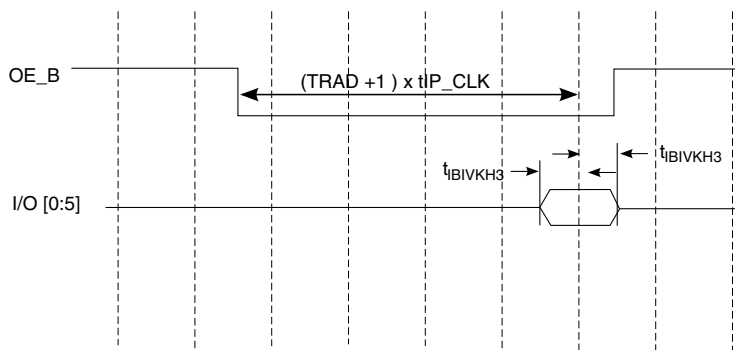 OE_B
(TRAD +1 ) x tIP_CLK
tIBIVKH3
tIBIVKH3
I/O [0:5]